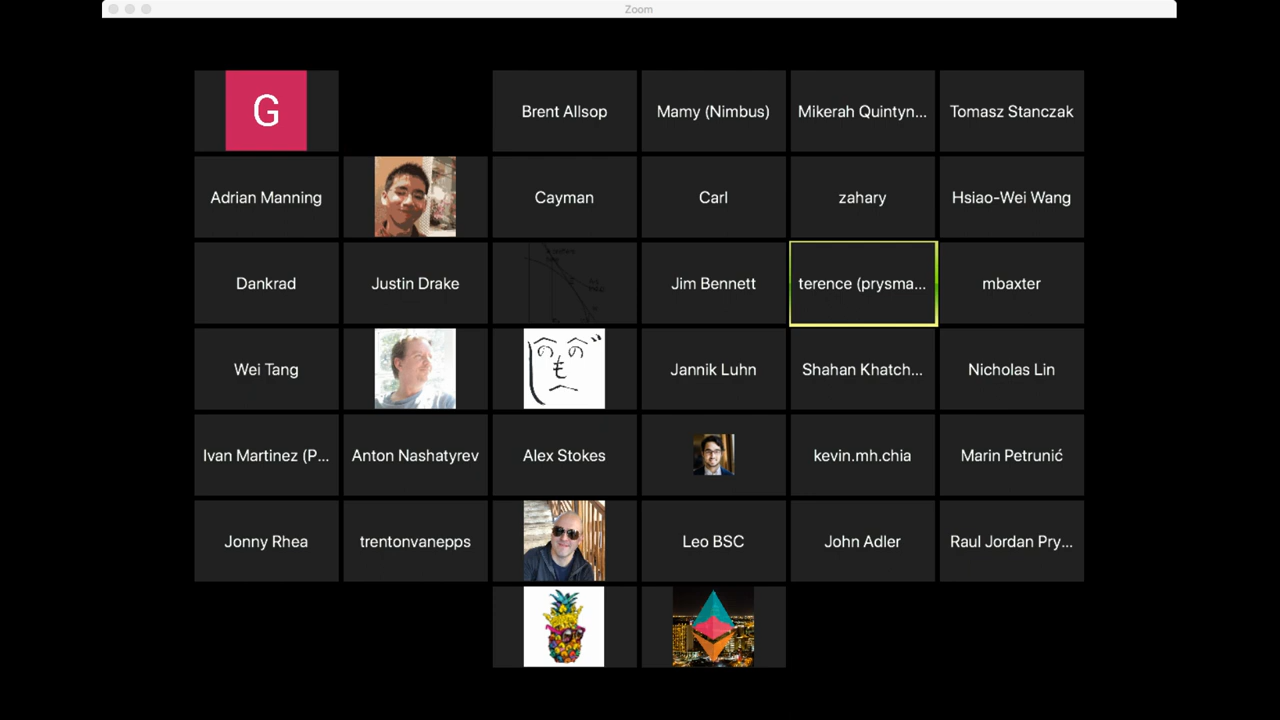 Zoom
G
Brent Allsop
Mamy (Nimbus)
Mikerah Quintyn...
Tomasz Stanczak
Adrian Manning
Cayman
Carl
zahary
Hsiao-Wei Wang
Dankrad
Justin Drake
Jim Bennett
terence (prysma...
mbaxter
Wei Tang
Jannik Luhn
Shahan Khatch...
Nicholas Lin
Ivan Martinez (P...
Anton Nashatyrev
Alex Stokes
kevin.mh.chia
Marin Petrunić
Jonny Rhea
trentonvanepps
Leo BSC
John Adler
Raul Jordan Pry...